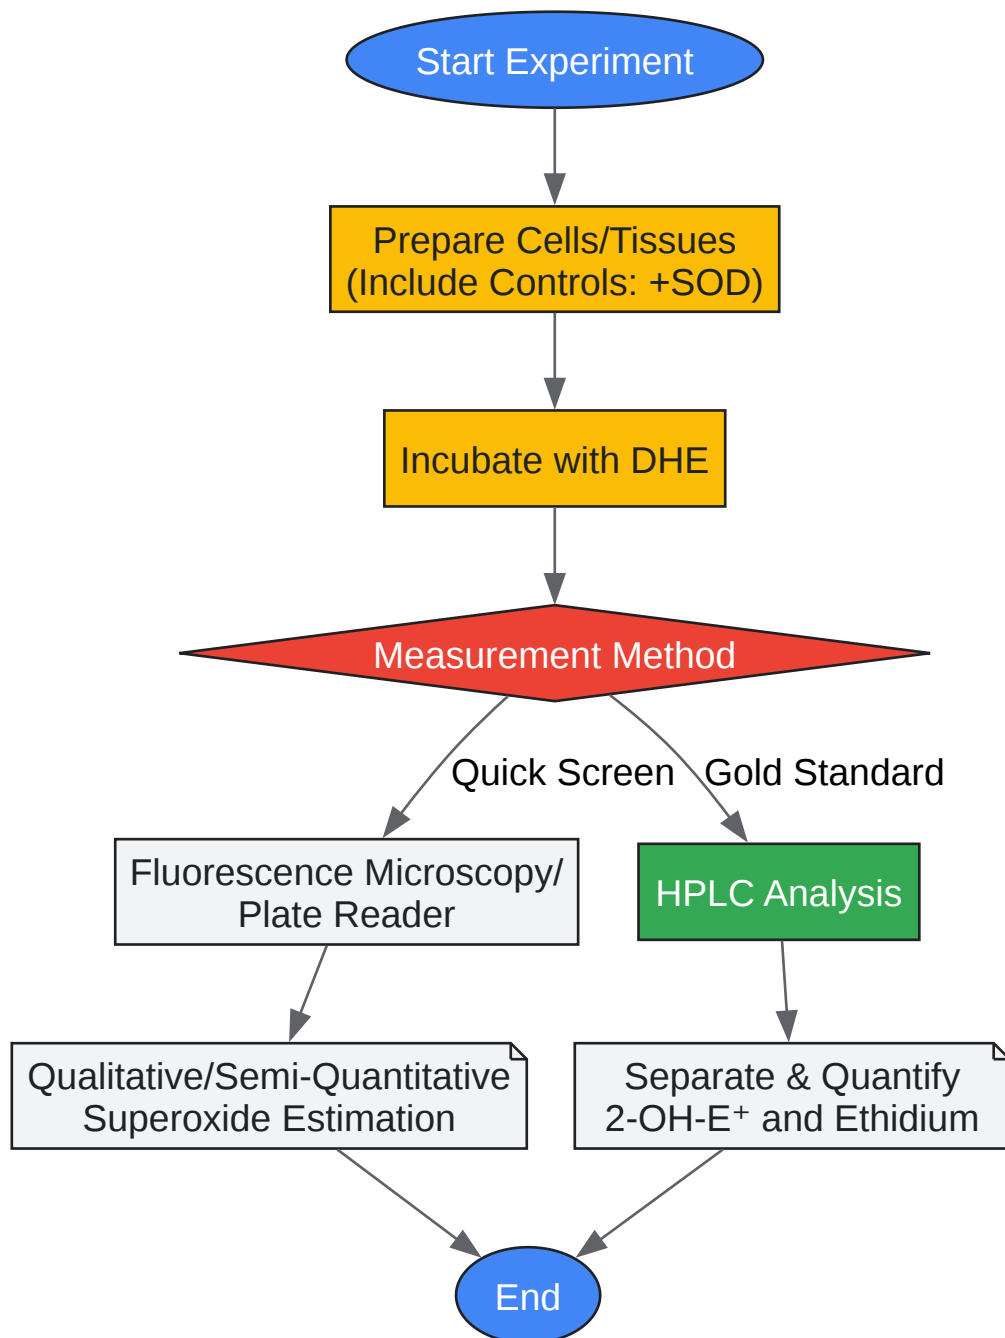 Start Experiment
Prepare Cells/Tissues
(Include Controls: +SOD)
Incubate with DHE
Measurement Method
Quick Screen
Gold Standard
Fluorescence Microscopy/
Plate Reader
HPLC Analysis
Qualitative/Semi-Quantitative
Superoxide Estimation
Separate & Quantify
2-OH-E⁺ and Ethidium
End